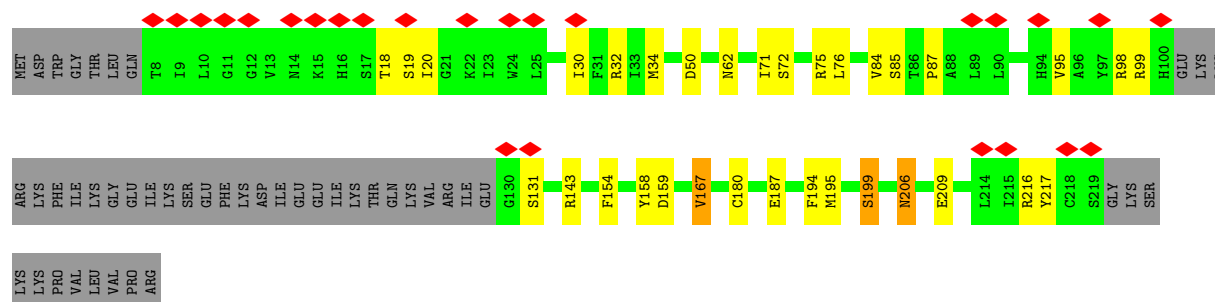 MET ASP TRP GLY THR LEU GLN T8 I9 L10 G11 G12 V13 N14 K15 H16 S17 T18 S19 I20 G21 K22 I23 W24 L25 I30 F31 R32 I33 M34 D50 N62 I71 S72 R75 L76 V84 S85 T86 P87 A88 L89 L90 H94 V95 A96 Y97 R98 R99 H100 GLU LYS
ARG LYS PHE ILE LYS GLY GLU ILE LYS SER GLU PHE LYS ASP ILE GLU GLU ILE LYS THR GLN LYS VAL ARG ILE GLU G130 S131 R143 F154 Y158 D159 V167 C180 E187 F194 M195 S199 N206 E209 L214 I215 R216 Y217 C218 S219 GLY LYS SER
LYS LYS PRO VAL LEU VAL PRO ARG